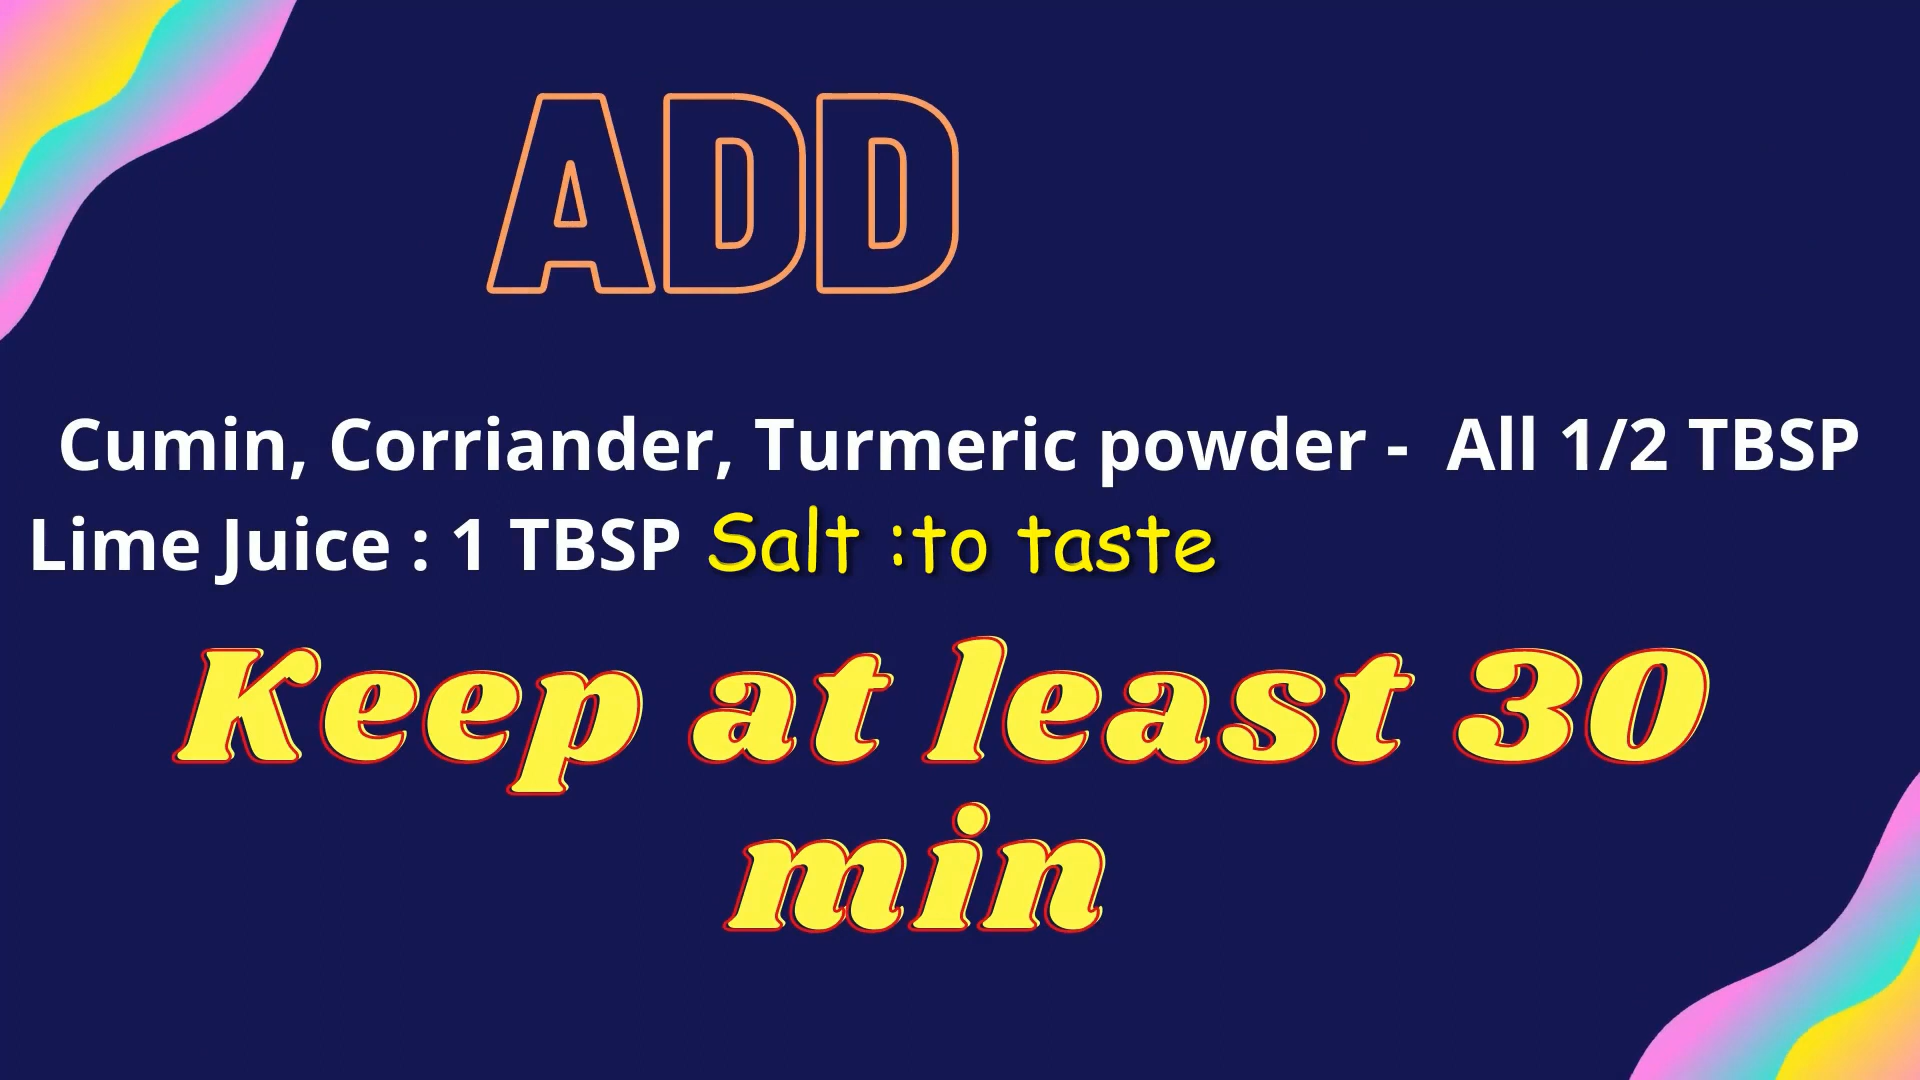 ADD
Cumin, Corriander, Turmeric powder -  All 1/2 TBSP
Lime Juice : 1 TBSP Salt :to taste
Keep at least 30
min